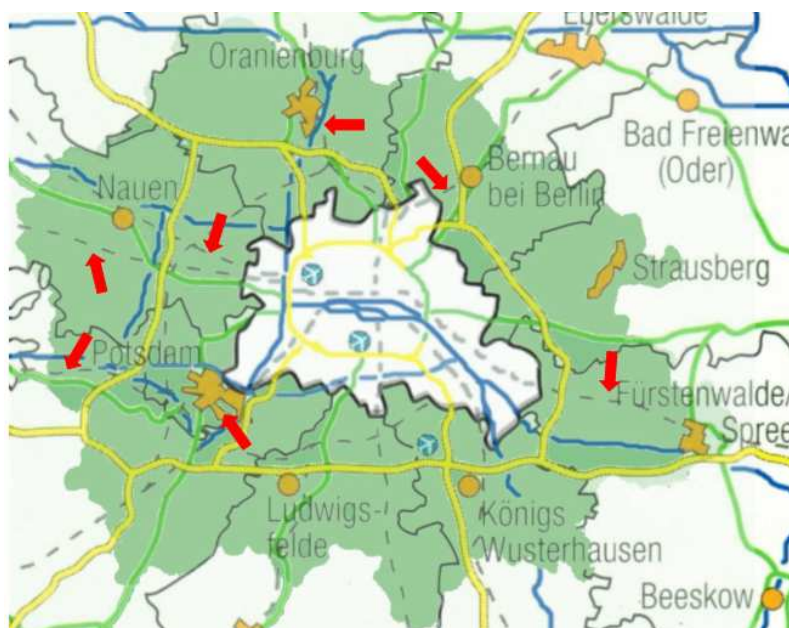 Eberswalde
Oranienburg
Bad Freienwa
(Oder)
Bernau
bei Berlin
Nauen
Strausberg
Potsdam
Fürstenwalde/
Spree
Ludwigs-
felde
Königs
Wusterhausen
Beeskow